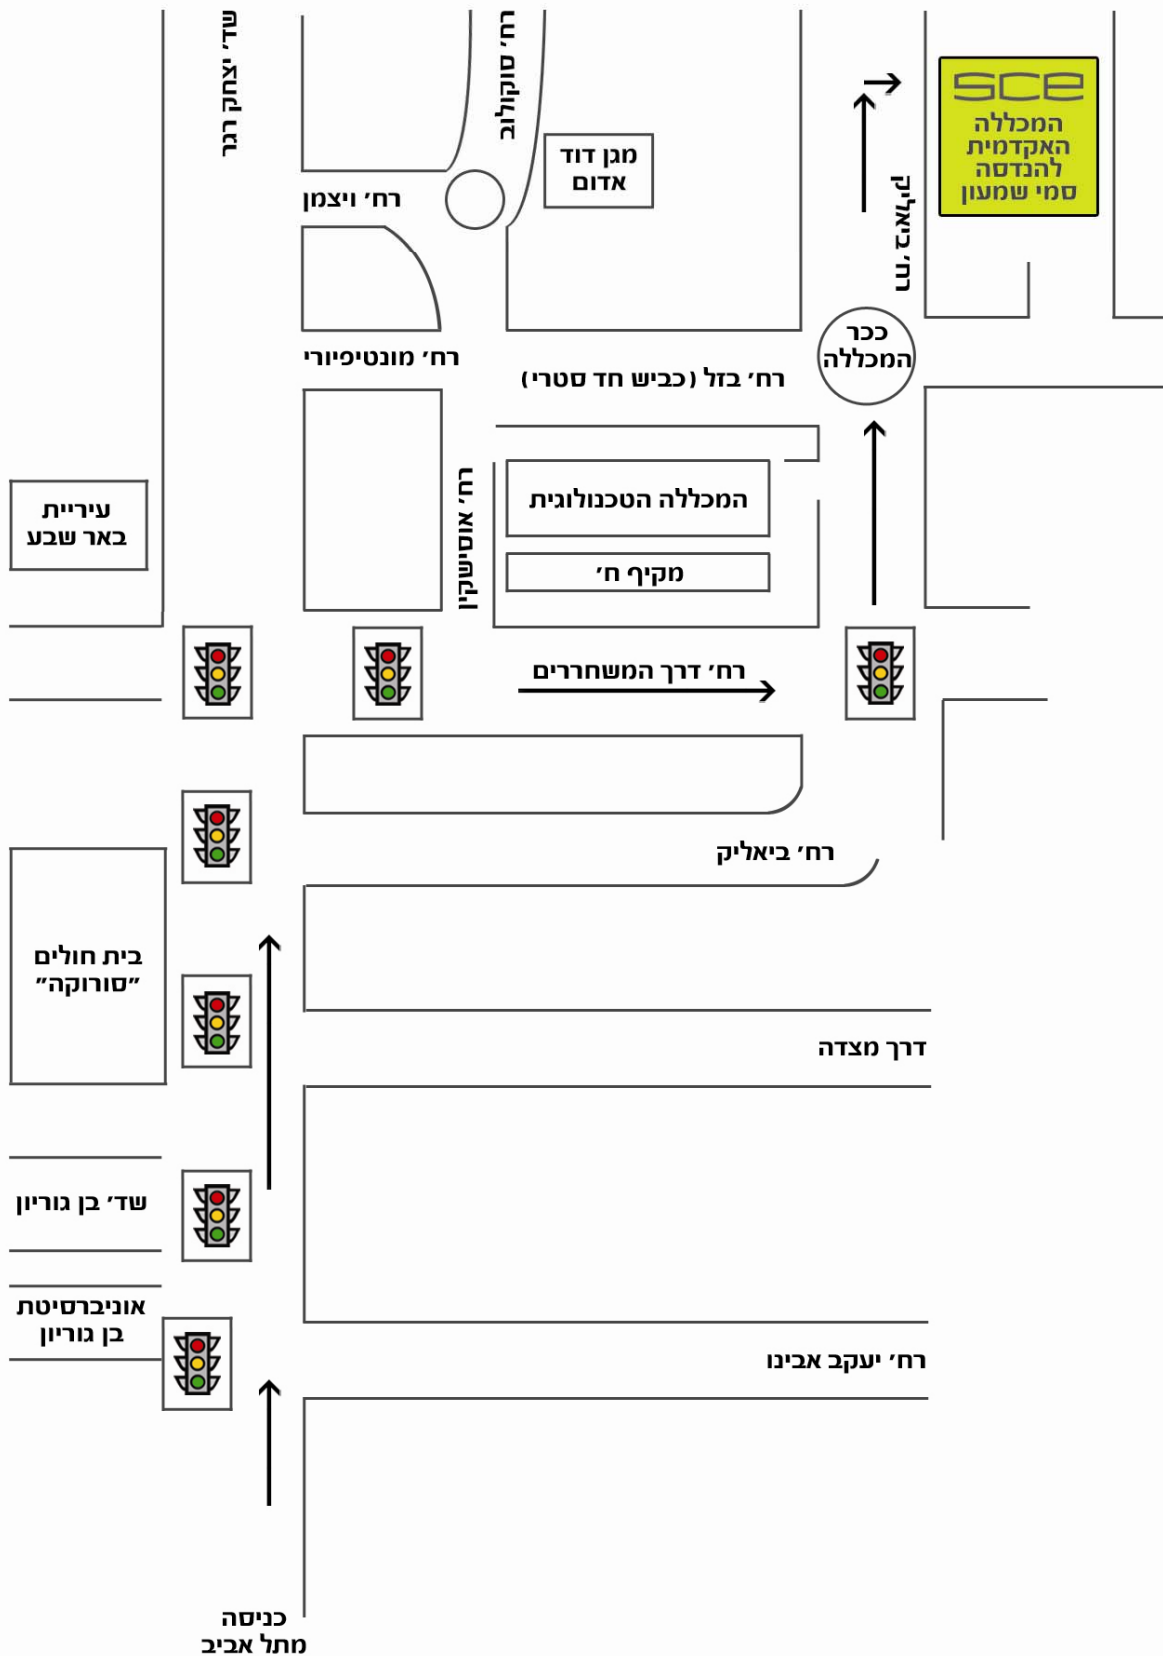 שד׳ יצחק רגר
רח׳ סוקולוב
sce
המכללה
האקדמית
להנדסה
סמי שמעון
מגן דוד
אדום
רח׳ ויצמן
רח׳ ביאליק
ככר
המכללה
רח׳ מונטיפיורי
רח׳ בזל (כביש חד סטרי)
רח׳ אוסישקין
המכללה הטכנולוגית
מקיף ח׳
עיריית
באר שבע
רח׳ דרך המשחררים
רח׳ ביאליק
בית חולים
״סורוקה״
דרך מצדה
שד׳ בן גוריון
אוניברסיטת
בן גוריון
רח׳ יעקב אבינו
כניסה
מתל אביב